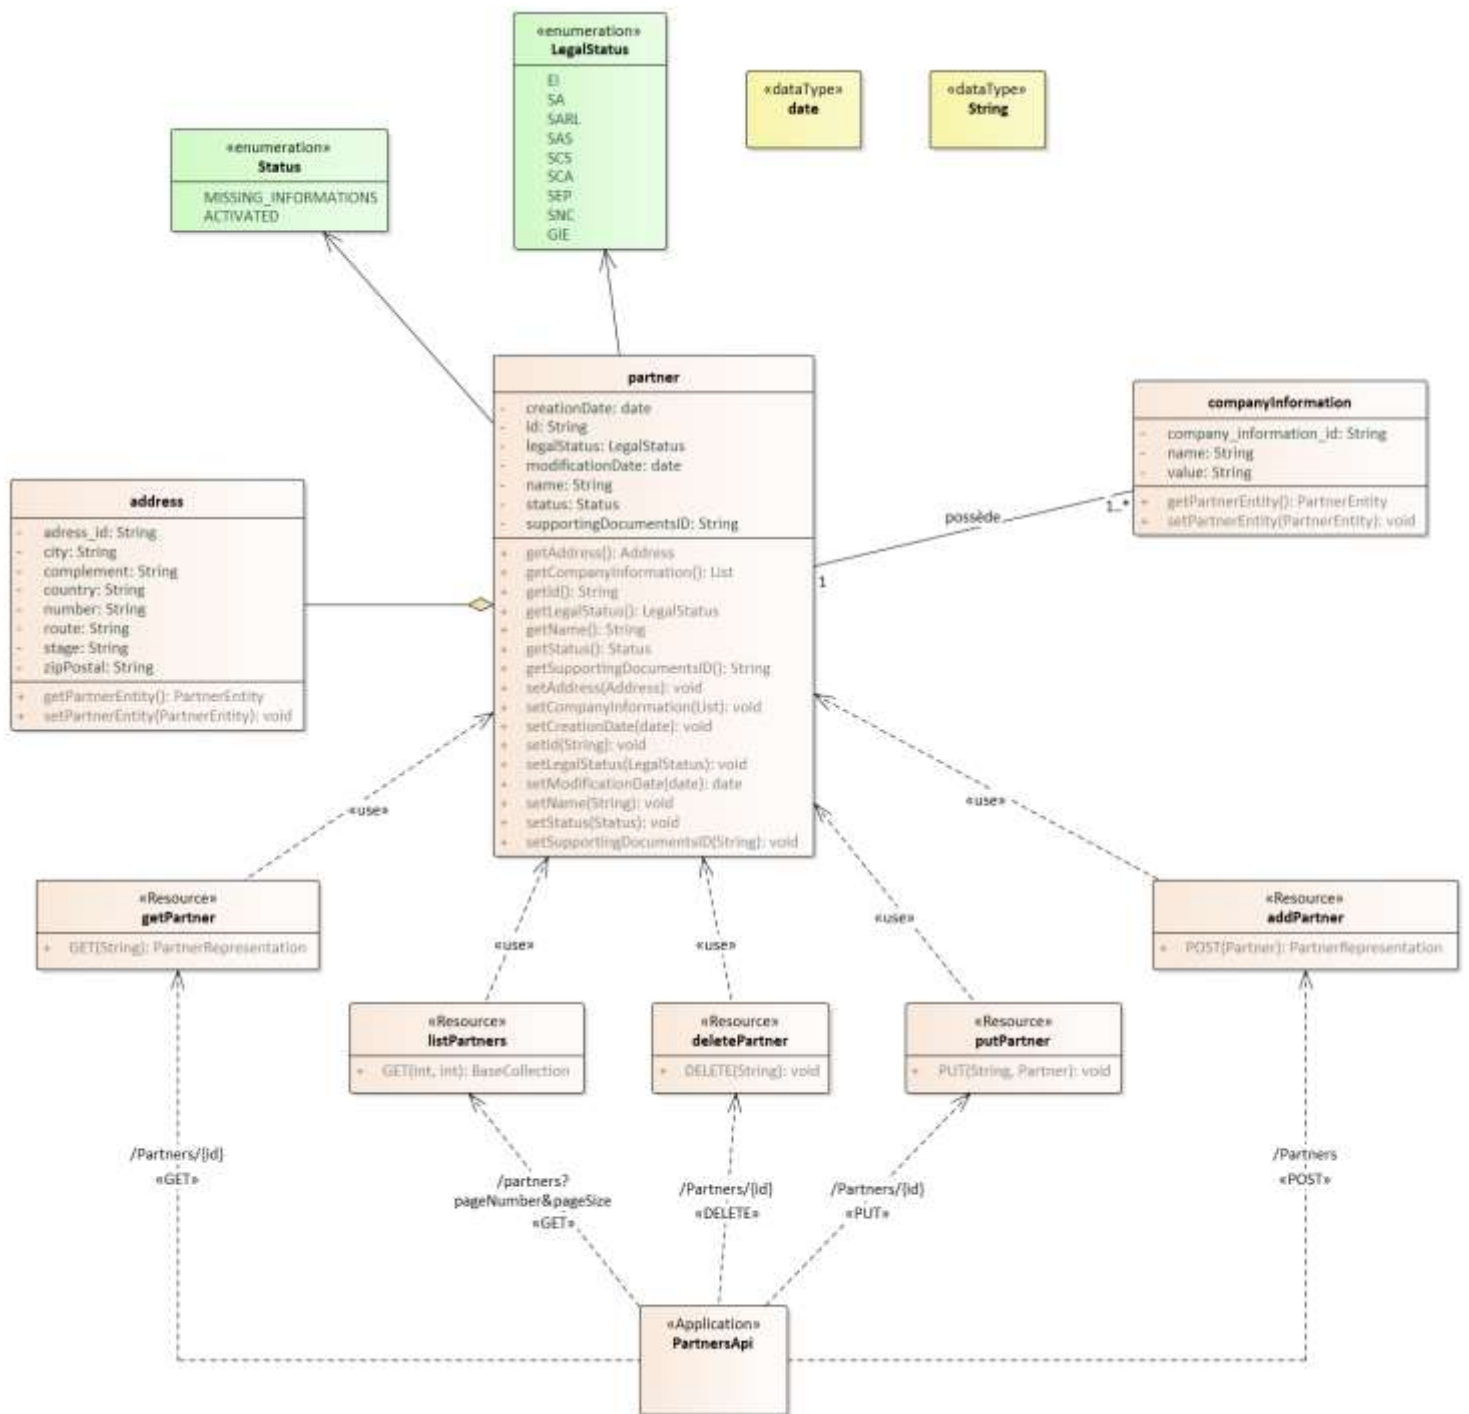 «enumeration»
LegalStatus
EI
SA
SARL
SAS
SCS
SCA
SEP
SNC
GIE
«dataType»
date
«dataType»
String
«enumeration»
Status
MISSING_INFORMATIONS
ACTIVATED
partner
- creationDate: date
- id: String
- legalStatus: LegalStatus
- modificationDate: date
- name: String
- status: Status
- supportingDocumentsID: String
+ getAddress(): Address
+ getCompanyInformation(): List
+ getId(): String
+ getLegalStatus(): LegalStatus
+ getName(): String
+ getStatus(): Status
+ getSupportingDocumentsID(): String
+ setAddress(Address): void
+ setCompanyInformation(List): void
+ setCreationDate(date): void
+ setId(String): void
+ setLegalStatus(LegalStatus): void
+ setModificationDate(date): date
+ setName(String): void
+ setStatus(Status): void
+ setSupportingDocumentsID(String): void
companyInformation
- company_information_id: String
- name: String
- value: String
+ getPartnerEntity(): PartnerEntity
+ setPartnerEntity(PartnerEntity): void
possède
1..*
1
address
- adress_id: String
- city: String
- complement: String
- country: String
- number: String
- route: String
- stage: String
- zipPostal: String
+ getPartnerEntity(): PartnerEntity
+ setPartnerEntity(PartnerEntity): void
«use»
«use»
«use»
«use»
«use»
«Resource»
getPartner
+ GET(String): PartnerRepresentation
«Resource»
addPartner
+ POST(Partner): PartnerRepresentation
«Resource»
listPartners
+ GET(int, int): BaseCollection
«Resource»
deletePartner
+ DELETE(String): void
«Resource»
putPartner
+ PUT(String, Partner): void
/Partners/{id}
«GET»
/partners?
pageNumber&pageSize
«GET»
/Partners/{id}
«DELETE»
/Partners/{id}
«PUT»
/Partners
«POST»
«Application»
PartnersApi